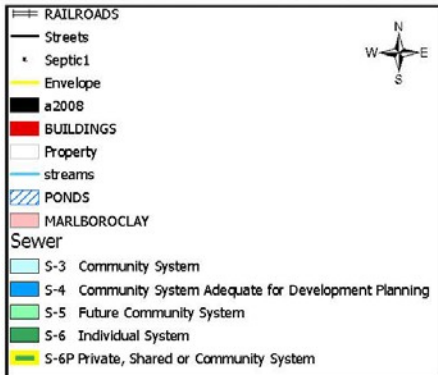 RAILROADS
Streets
Septic1
Envelope
a2008
BUILDINGS
Property
streams
PONDS
MARLBOROCLAY
Sewer
S-3 Community System
S-4 Community System Adequate for Development Planning
S-5 Future Community System
S-6 Individual System
S-6P Private, Shared or Community System
N
W E
S